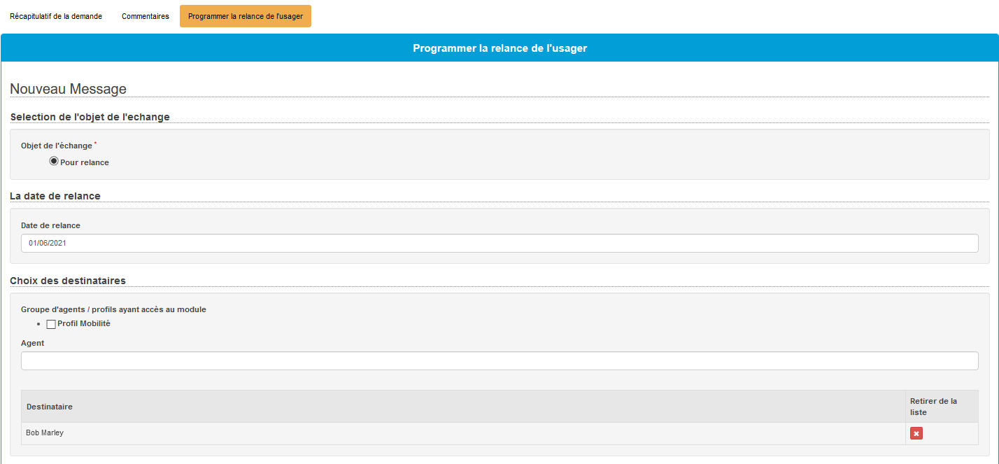 Récapitulatif de la demande Commentaires Programmer la relance de l'usager
Programmer la relance de l'usager
Nouveau Message
Selection de l'objet de l'echange
Objet de l'échange *
Pour relance
La date de relance
Date de relance
01/06/2021
Choix des destinataires
Groupe d'agents / profils ayant accès au module
• Profil Mobilité
Agent
Destinataire Retirer de la
liste
Bob Marley